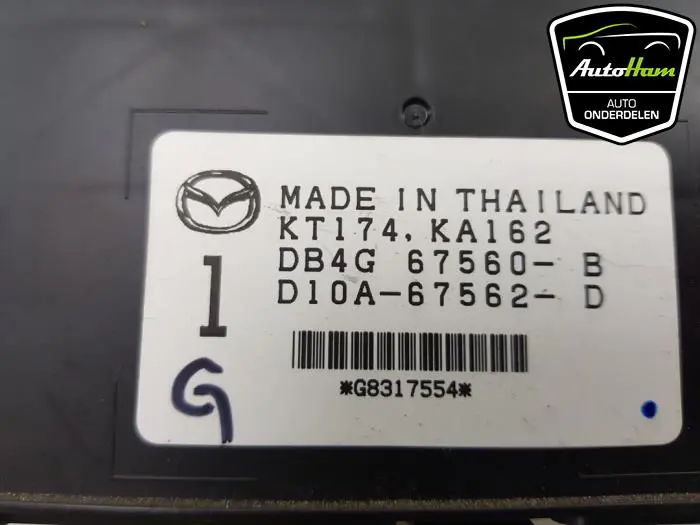 AutoHam
AUTO
ONDERDELEN
MADE IN THAILAND
KT174, KA162
DB4G 67560- B
D10A-67562- D
1
*G8317554*
G